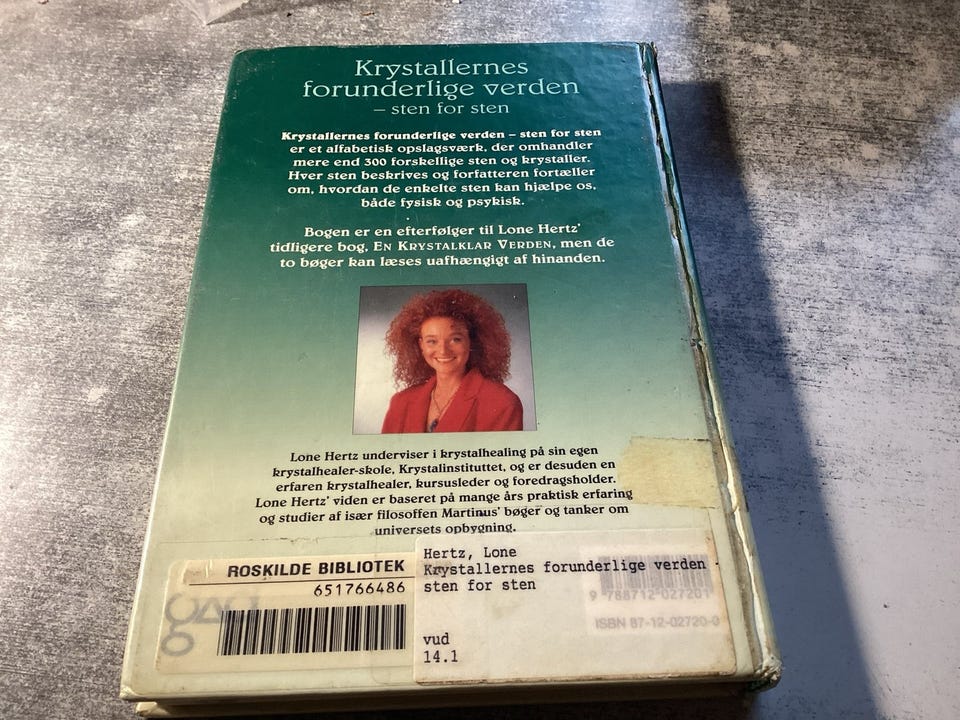 Krystallernes
forunderlige verden
– sten for sten
Krystallernes forunderlige verden – sten for sten
er et alfabetisk opslagsværk, der omhandler
mere end 300 forskellige sten og krystaller.
Hver sten beskrives og forfatteren fortæller
om, hvordan de enkelte sten kan hjælpe os,
både fysisk og psykisk.
Bogen er en efterfølger til Lone Hertz'
tidligere bog, EN KRYSTALKLAR VERDEN, men de
to bøger kan læses uafhængigt af hinanden.
Lone Hertz underviser i krystalhealing på sin egen
krystalhealer-skole, Krystalinstituttet, og er desuden en
erfaren krystalhealer, kursusleder og foredragsholder.
Lone Hertz' viden er baseret på mange års praktisk erfaring
og studier af især filosoffen Martinus' bøger og tanker om
universets opbygning.
ROSKILDE BIBLIOTEK
651766486
gad
Hertz, Lone
Krystallernes forunderlige verden -
sten for sten
9 788712 027201
ISBN 87-12-02720-0
vud
14.1